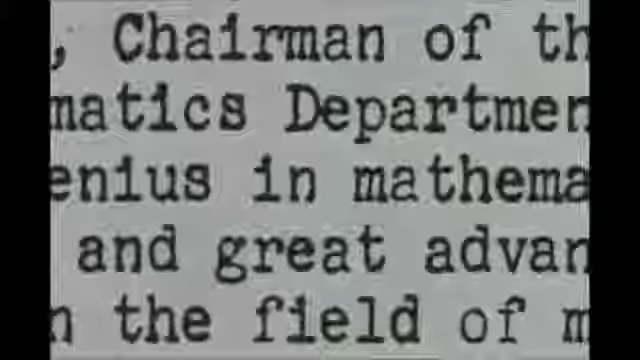 , Chairman of th
matics Departmen
enius in mathema
and great advan
n the field of m